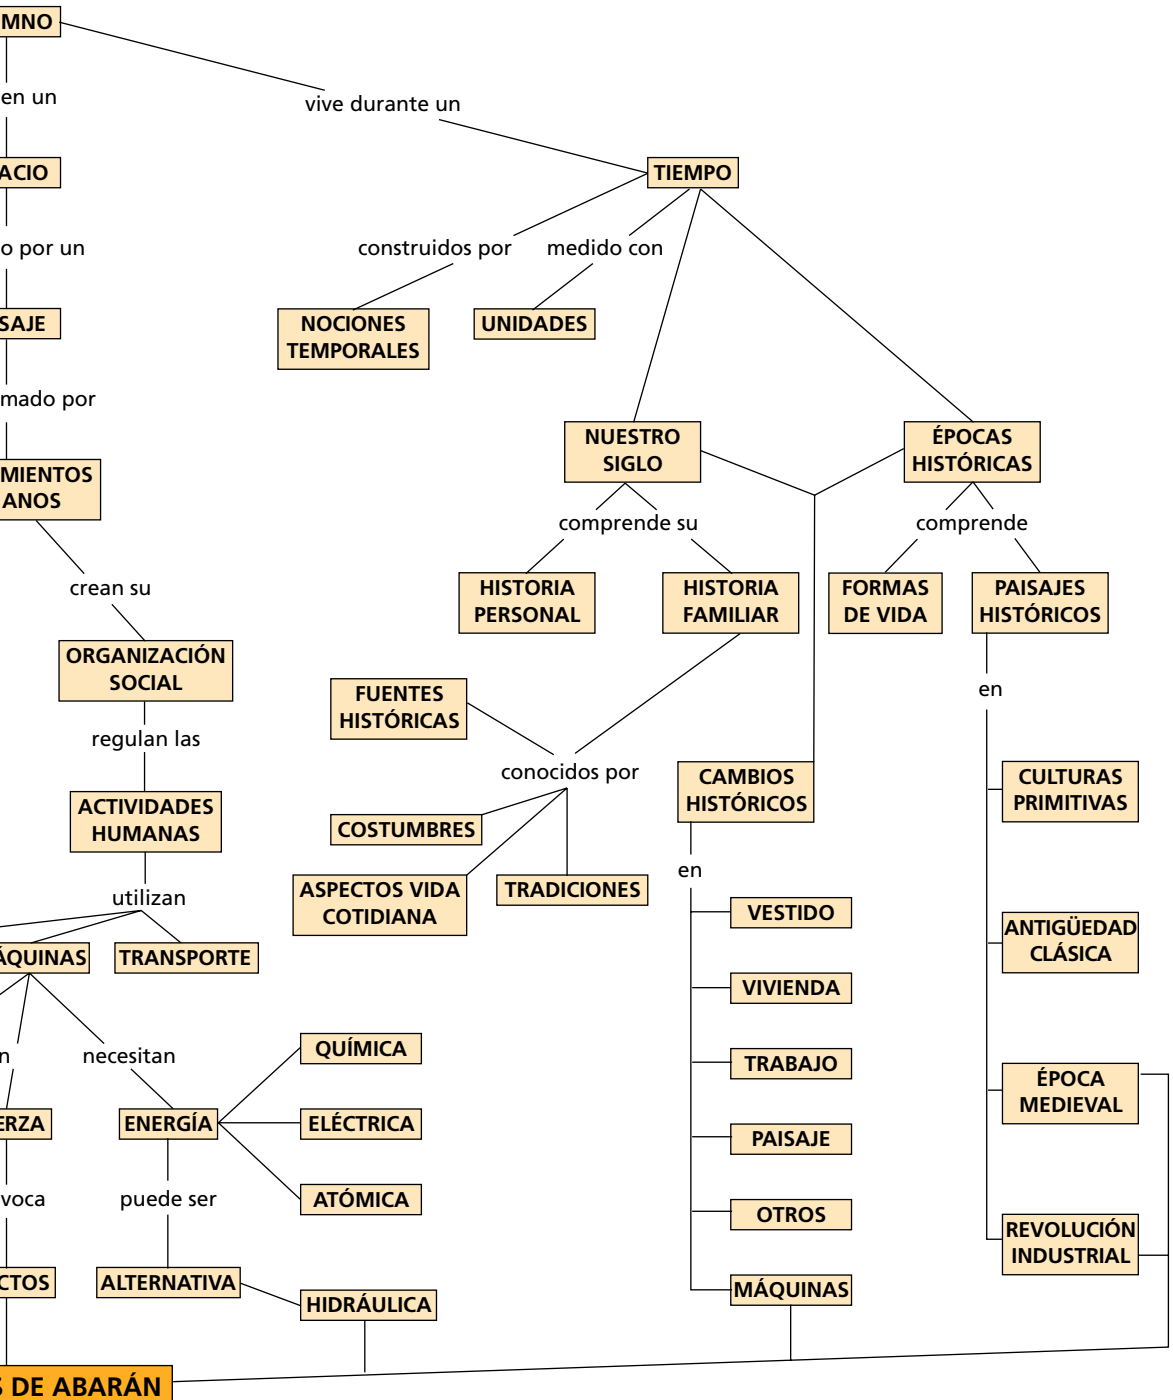 MNO
en un
vive durante un
ACIO
TIEMPO
o por un
construidos por
medido con
SAJE
NOCIONES
TEMPORALES
UNIDADES
mado por
NUESTRO
SIGLO
ÉPOCAS
HISTÓRICAS
MIENTOS
ANOS
comprende su
comprende
crean su
HISTORIA
PERSONAL
HISTORIA
FAMILIAR
FORMAS
DE VIDA
PAISAJES
HISTÓRICOS
ORGANIZACIÓN
SOCIAL
en
FUENTES
HISTÓRICAS
regulan las
conocidos por
CAMBIOS
HISTÓRICOS
CULTURAS
PRIMITIVAS
ACTIVIDADES
HUMANAS
COSTUMBRES
en
utilizan
ASPECTOS VIDA
COTIDIANA
TRADICIONES
VESTIDO
ANTIGÜEDAD
CLÁSICA
ÁQUINAS
TRANSPORTE
VIVIENDA
n
necesitan
QUÍMICA
TRABAJO
ÉPOCA
MEDIEVAL
ERZA
ENERGÍA
ELÉCTRICA
PAISAJE
voca
puede ser
ATÓMICA
OTROS
REVOLUCIÓN
INDUSTRIAL
CTOS
ALTERNATIVA
HIDRÁULICA
MÁQUINAS
S DE ABARÁN